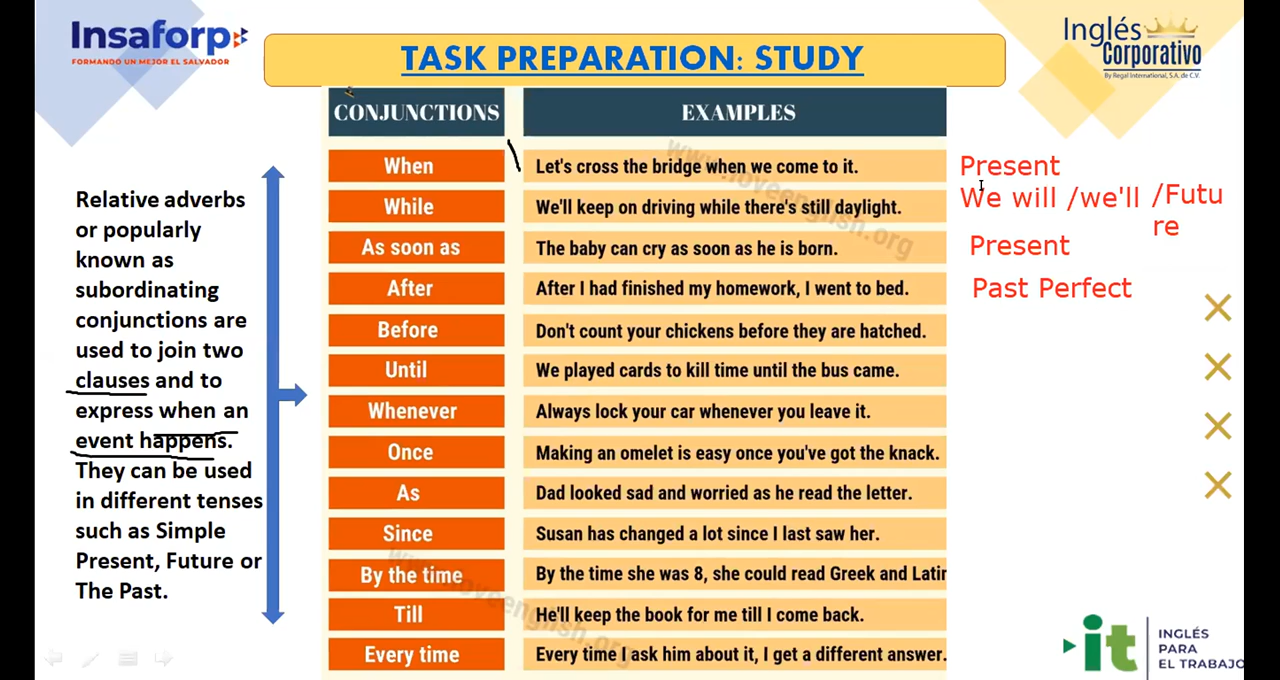 Insaforp
FORMANDO UN MEJOR EL SALVADOR
TASK PREPARATION: STUDY
Inglés
Corporativo
By Regal International, S.A. de C.V.
Relative adverbs
or popularly
known as
subordinating
conjunctions are
used to join two
clauses and to
express when an
event happens.
They can be used
in different tenses
such as Simple
Present, Future or
The Past.
CONJUNCTIONS EXAMPLES
When Let's cross the bridge when we come to it.
While We'll keep on driving while there's still daylight.
As soon as The baby can cry as soon as he is born.
After After I had finished my homework, I went to bed.
Before Don't count your chickens before they are hatched.
Until We played cards to kill time until the bus came.
Whenever Always lock your car whenever you leave it.
Once Making an omelet is easy once you've got the knack.
As Dad looked sad and worried as he read the letter.
Since Susan has changed a lot since I last saw her.
By the time By the time she was 8, she could read Greek and Latin
Till He'll keep the book for me till I come back.
Every time Every time I ask him about it, I get a different answer.
www.loveenglish.org
www.loveenglish.org
Present
We will /we'll /Futu
re
Present
Past Perfect
it
INGLÉS
PARA
EL TRABAJO